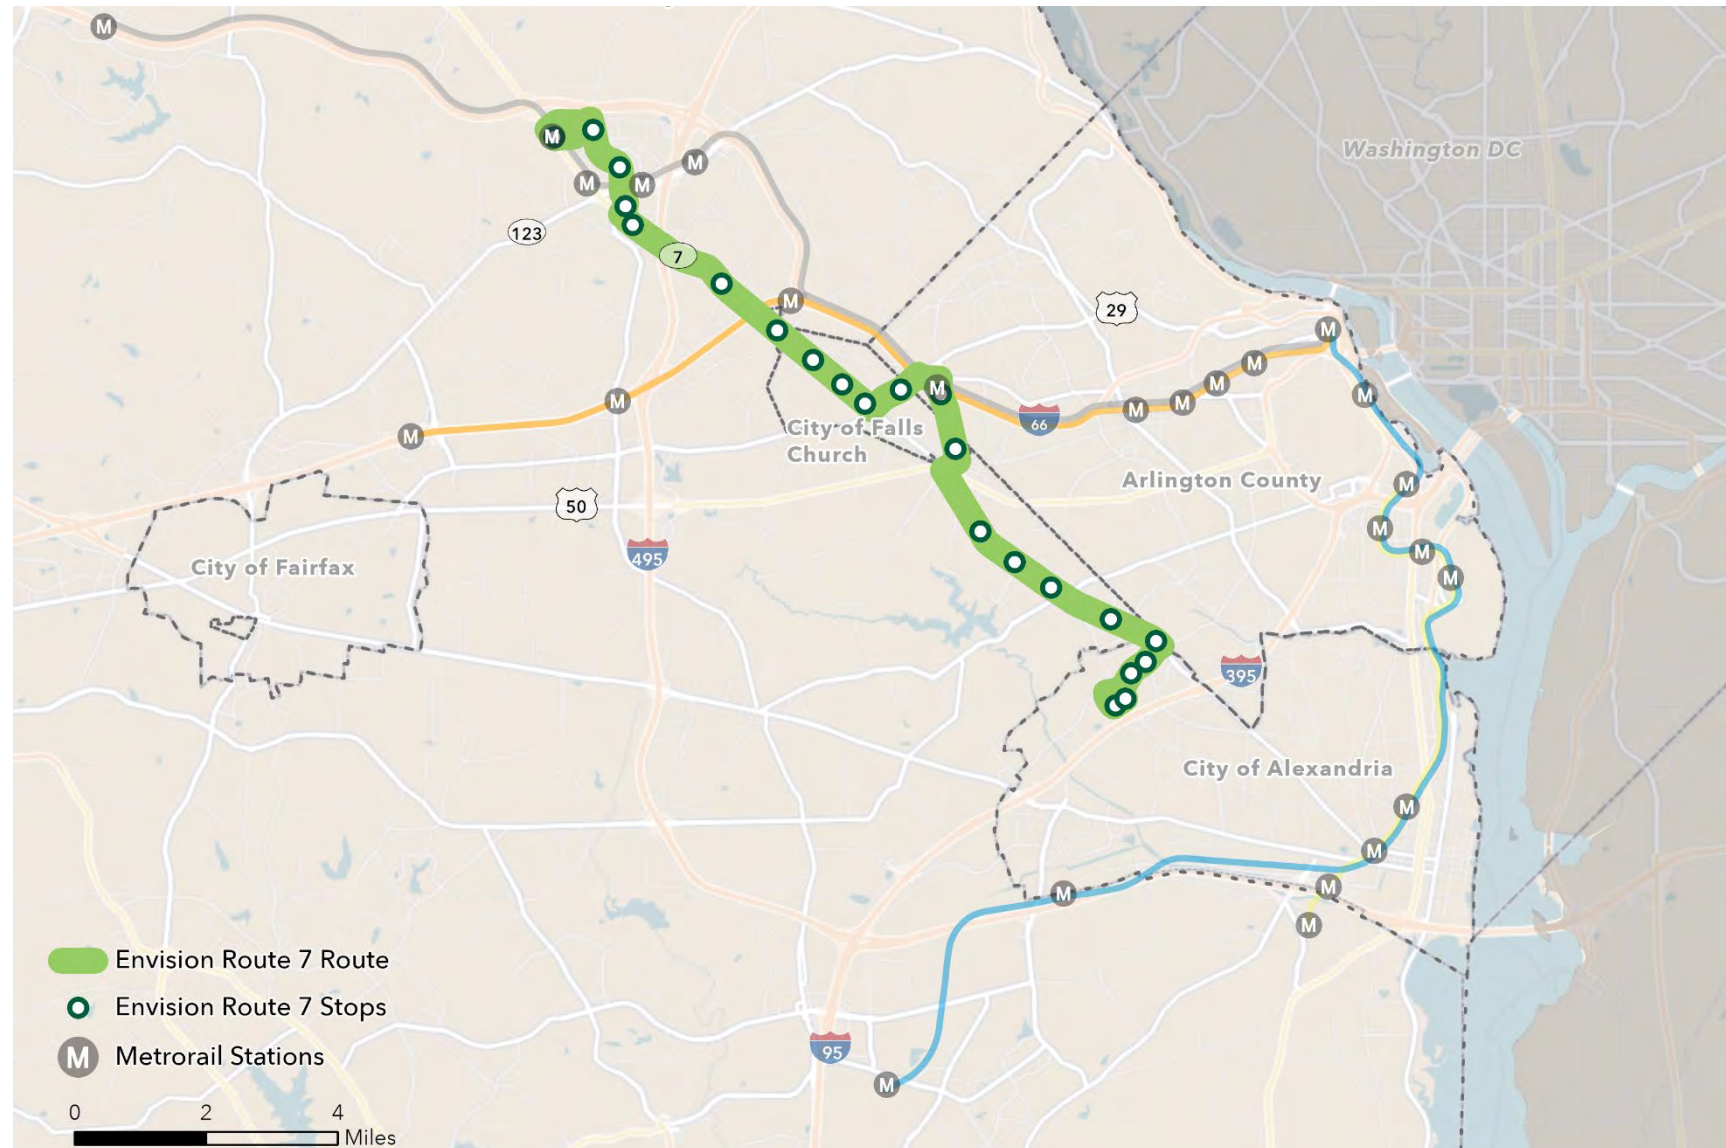 M
Washington DC
M
M
M
M
M
123
7
M
29
M
M
M
M
M
M
M
M
M
66
M
City of Falls
Church
Arlington County
M
50
M
495
M
M
City of Fairfax
395
City of Alexandria
M
M
M
M
M
Envision Route 7 Route
Envision Route 7 Stops
M Metrorail Stations
95
M
0 2 4
Miles